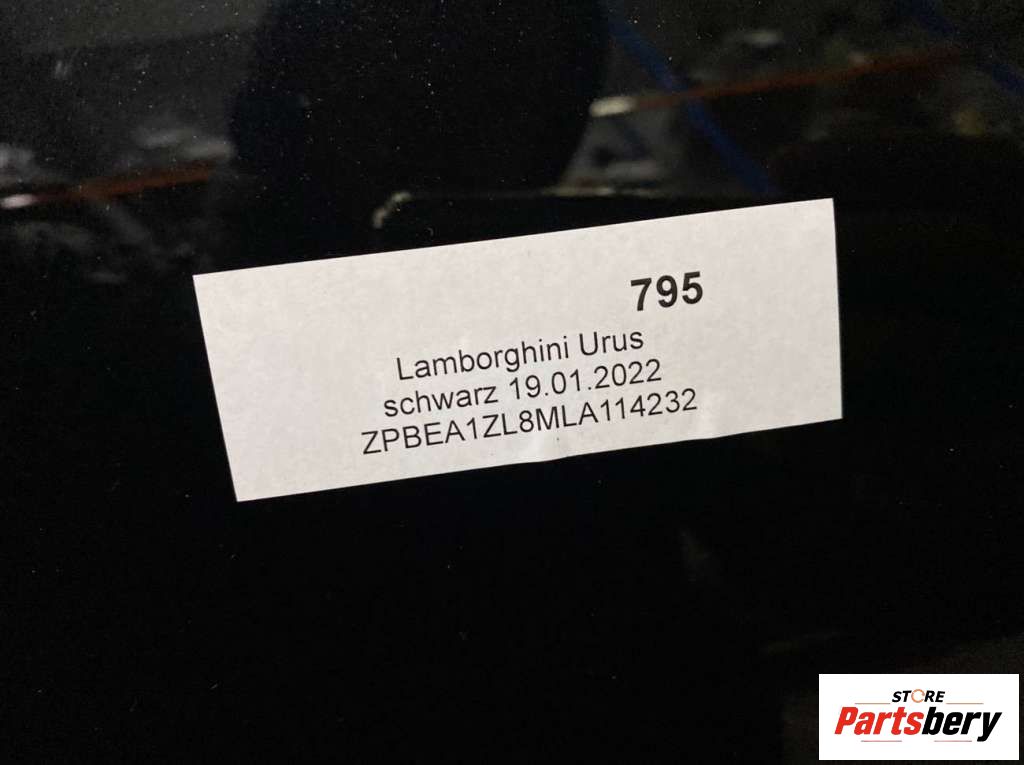 795
Lamborghini Urus
schwarz 19.01.2022
ZPBEA1ZL8MLA114232
STORE
Partsbery